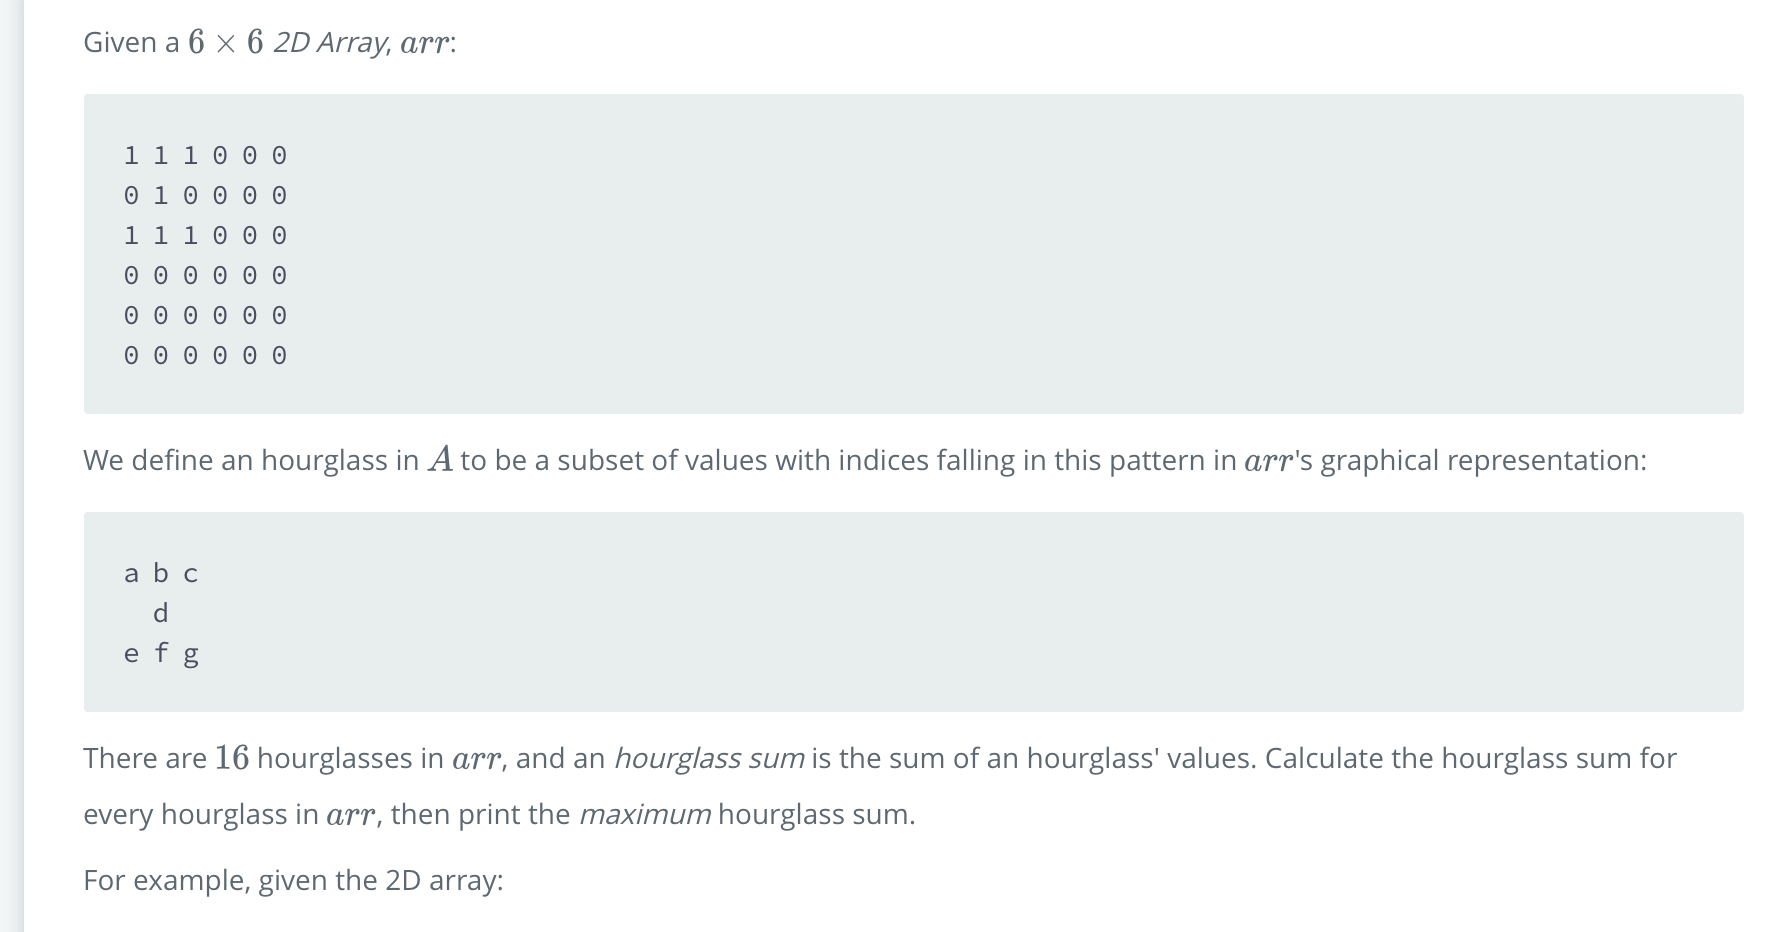 Given a 6 × 6 2D Array, arr:
1 1 1 0 0 0
0 1 0 0 0 0
1 1 1 0 0 0
0 0 0 0 0 0
0 0 0 0 0 0
0 0 0 0 0 0
We define an hourglass in A to be a subset of values with indices falling in this pattern in arr's graphical representation:
a b c
  d
e f g
There are 16 hourglasses in arr, and an hourglass sum is the sum of an hourglass' values. Calculate the hourglass sum for
every hourglass in arr, then print the maximum hourglass sum.
For example, given the 2D array: